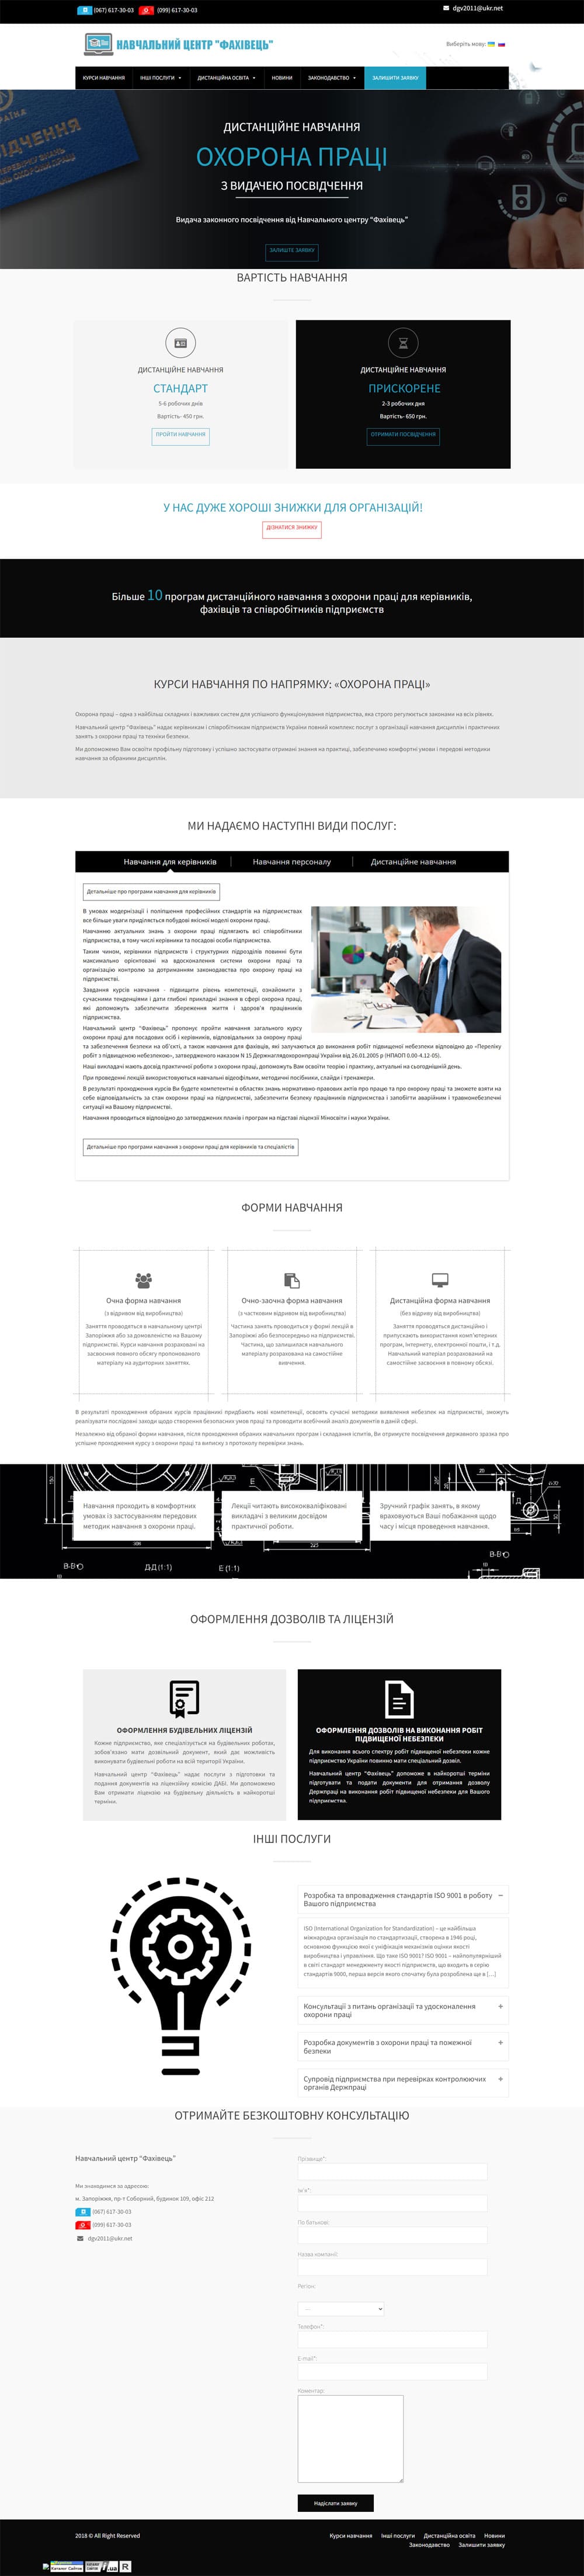 (067) 617-30-03 (099) 617-30-03 dgv2011@ukr.net
НАВЧАЛЬНИЙ ЦЕНТР "ФАХІВЕЦЬ"
Виберіть мову:
КУРСИ НАВЧАННЯ ІНШІ ПОСЛУГИ ДИСТАНЦІЙНА ОСВІТА НОВИНИ ЗАКОНОДАВСТВО ЗАЛИШИТИ ЗАЯВКУ
ДИСТАНЦІЙНЕ НАВЧАННЯ
ОХОРОНА ПРАЦІ
З ВИДАЧЕЮ ПОСВІДЧЕННЯ
Видача законного посвідчення від Навчального центру “Фахівець”
ЗАЛИШТЕ ЗАЯВКУ
ВАРТІСТЬ НАВЧАННЯ
ДИСТАНЦІЙНЕ НАВЧАННЯ
СТАНДАРТ
5-6 робочих днів
Вартість- 450 грн.
ПРОЙТИ НАВЧАННЯ
ДИСТАНЦІЙНЕ НАВЧАННЯ
ПРИСКОРЕНЕ
2-3 робочих дня
Вартість- 650 грн.
ОТРИМАТИ ПОСВІДЧЕННЯ
У НАС ДУЖЕ ХОРОШІ ЗНИЖКИ ДЛЯ ОРГАНІЗАЦІЙ!
ДІЗНАТИСЯ ЗНИЖКУ
Більше 10 програм дистанційного навчання з охорони праці для керівників,
фахівців та співробітників підприємств
КУРСИ НАВЧАННЯ ПО НАПРЯМКУ: «ОХОРОНА ПРАЦІ»
Охорона праці – одна з найбільш складних і важливих систем для успішного функціонування підприємства, яка строго регулюється законами на всіх рівнях.
Навчальний центр “Фахівець” надає керівникам і співробітникам підприємств України повний комплекс послуг з організації навчання дисциплін і практичних
занять з охорони праці та техніки безпеки.
Ми допоможемо Вам освоїти профільну підготовку і успішно застосувати отримані знання на практиці, забезпечимо комфортні умови і передові методики
навчання за обраними дисциплін.
МИ НАДАЄМО НАСТУПНІ ВИДИ ПОСЛУГ:
Навчання для керівників Навчання персоналу Дистанційне навчання
Детальніше про програми навчання для керівників
В умовах модернізації і поліпшення професійних стандартів на підприємствах
все більше уваги приділяється побудові якісної моделі охорони праці.
Навчанню актуальних знань з охорони праці підлягають всі співробітники
підприємства, в тому числі керівники та посадові особи підприємства.
Таким чином, керівники підприємств і структурних підрозділів повинні бути
максимально орієнтовані на вдосконалення системи охорони праці та
організацію контролю за дотриманням законодавства про охорону праці на
підприємстві.
Завдання курсів навчання - підвищити рівень компетенції, ознайомити з
сучасними тенденціями і дати глибокі прикладні знання в сфері охорона праці,
які допоможуть забезпечити збереження життя і здоров'я працівників
підприємства.
Навчальний центр “Фахівець” пропонує пройти навчання загального курсу
охорони праці для посадових осіб і керівників, відповідальних за охорону праці
та забезпечення безпеки на об'єкті, а також навчання для фахівців, які залучаються до виконання робіт підвищеної небезпеки відповідно до «Переліку
робіт з підвищеною небезпекою», затвердженого наказом N 15 Держнаглядохоронпраці України від 26.01.2005 р (НПАОП 0.00-4.12-05).
Наші викладачі мають досвід практичної роботи з охорони праці, допоможуть Вам освоїти теорію і практику, актуальні на сьогоднішній день.
При проведенні лекцій використовуються навчальні відеофільми, методичні посібники, слайди і тренажери.
В результаті проходження курсів Ви будете компетентні в областях знань нормативно-правових актів про працю та про охорону праці та зможете взяти на
себе відповідальність за стан охорони праці на підприємстві, забезпечити безпеку працівників підприємства і запобігти аварійним і травмонебезпечні
ситуації на Вашому підприємстві.
Навчання проводиться відповідно до затверджених планів і програм на підставі ліцензії Міносвіти і науки України.
Детальніше про програми навчання з охорони праці для керівників та спеціалістів
ФОРМИ НАВЧАННЯ
Очна форма навчання
(з відривом від виробництва)
Заняття проводяться в навчальному центрі
Запоріжжя або за домовленістю на Вашому
підприємстві. Курси навчання розраховані на
засвоєння повного обсягу пропонованого
матеріалу на аудиторних заняттях.
Очно-заочна форма навчання
(з частковим відривом від виробництва)
Частина занять проводиться у формі лекцій в
Запоріжжі або безпосередньо на підприємстві.
Частина, що залишилася навчального
матеріалу розрахована на самостійне
вивчення.
Дистанційна форма навчання
(без відриву від виробництва)
Заняття проводяться дистанційно і
припускають використання комп'ютерних
програм, Інтернету, електронної пошти, і т.д.
Навчальний матеріал розрахований на
самостійне засвоєння в повному обсязі.
В результаті проходження обраних курсів працівникі придбають нові компетенції, освоять сучасні методики виявлення небезпек на підприємстві, зможуть
реалізувати послідовні заходи щодо створення безпасних умов праці та проводити всебічний аналіз документів в даній сфері.
Незалежно від обраної форми навчання, після проходження обраних навчальних програм і складання іспитів, Ви отримуєте посвідчення державного зразка про
успішне проходження курсу з охорони праці та виписку з протоколу перевірки знань.
Навчання проходить в комфортних
умовах із застосуванням передових
методик навчання з охорони праці.
Лекції читають висококваліфіковані
викладачі з великим досвідом
практичної роботи.
Зручний графік занять, в якому
враховуються Ваші побажання щодо
часу і місця проведення навчання.
ОФОРМЛЕННЯ ДОЗВОЛІВ ТА ЛІЦЕНЗІЙ
ОФОРМЛЕННЯ БУДІВЕЛЬНИХ ЛІЦЕНЗІЙ
Кожне підприємство, яке спеціалізується на будівельних роботах,
зобов'язано мати дозвільний документ, який дає можливість
виконувати будівельні роботи на всій території України.
Навчальний центр “Фахівець” надає послуги з підготовки та
подання документів на ліцензійну комісію ДАБІ. Ми допоможемо
Вам отримати ліцензію на будівельну діяльність в найкоротші
терміни.
ОФОРМЛЕННЯ ДОЗВОЛІВ НА ВИКОНАННЯ РОБІТ
ПІДВИЩЕНОЇ НЕБЕЗПЕКИ
Для виконання всього спектру робіт підвищеної небезпеки кожне
підприємство України повинно мати спеціальний дозвіл.
Навчальний центр “Фахівець” допоможе в найкоротші терміни
підготувати та подати документи для отримання дозволу
Держпраці на виконання робіт підвищеної небезпеки для Вашого
підприємства.
ІНШІ ПОСЛУГИ
Розробка та впровадження стандартів ISO 9001 в роботу
Вашого підприємства
ISO (International Organization for Standardization) – це найбільша
міжнародна організація по стандартизації, створена в 1946 році,
основною функцією якої є уніфікація механізмів оцінки якості
виробництва і управління. Що таке ISO 9001? ISO 9001 – найпопулярніший
в світі стандарт менеджменту якості підприємств, що входить в серію
стандартів 9000, перша версія якого спочатку була розроблена ще в […]
Консультації з питань організації та удосконалення
охорони праці
Розробка документів з охорони праці та пожежної
безпеки
Супровід підприємства при перевірках контролюючих
органів Держпраці
ОТРИМАЙТЕ БЕЗКОШТОВНУ КОНСУЛЬТАЦІЮ
Навчальний центр “Фахівець”
Ми знаходимося за адресою:
м. Запоріжжя, пр-т Соборний, будинок 109, офіс 212
(067) 617-30-03
(099) 617-30-03
dgv2011@ukr.net
Прізвище*:
Ім'я*:
По батькові:
Назва компанії:
Регіон
---
Телефон*:
E-mail*:
Коментар:
Надіслати заявку
2018 © All Right Reserved
Курси навчання Інші послуги Дистанційна освіта Новини
Законодавство Залишити заявку